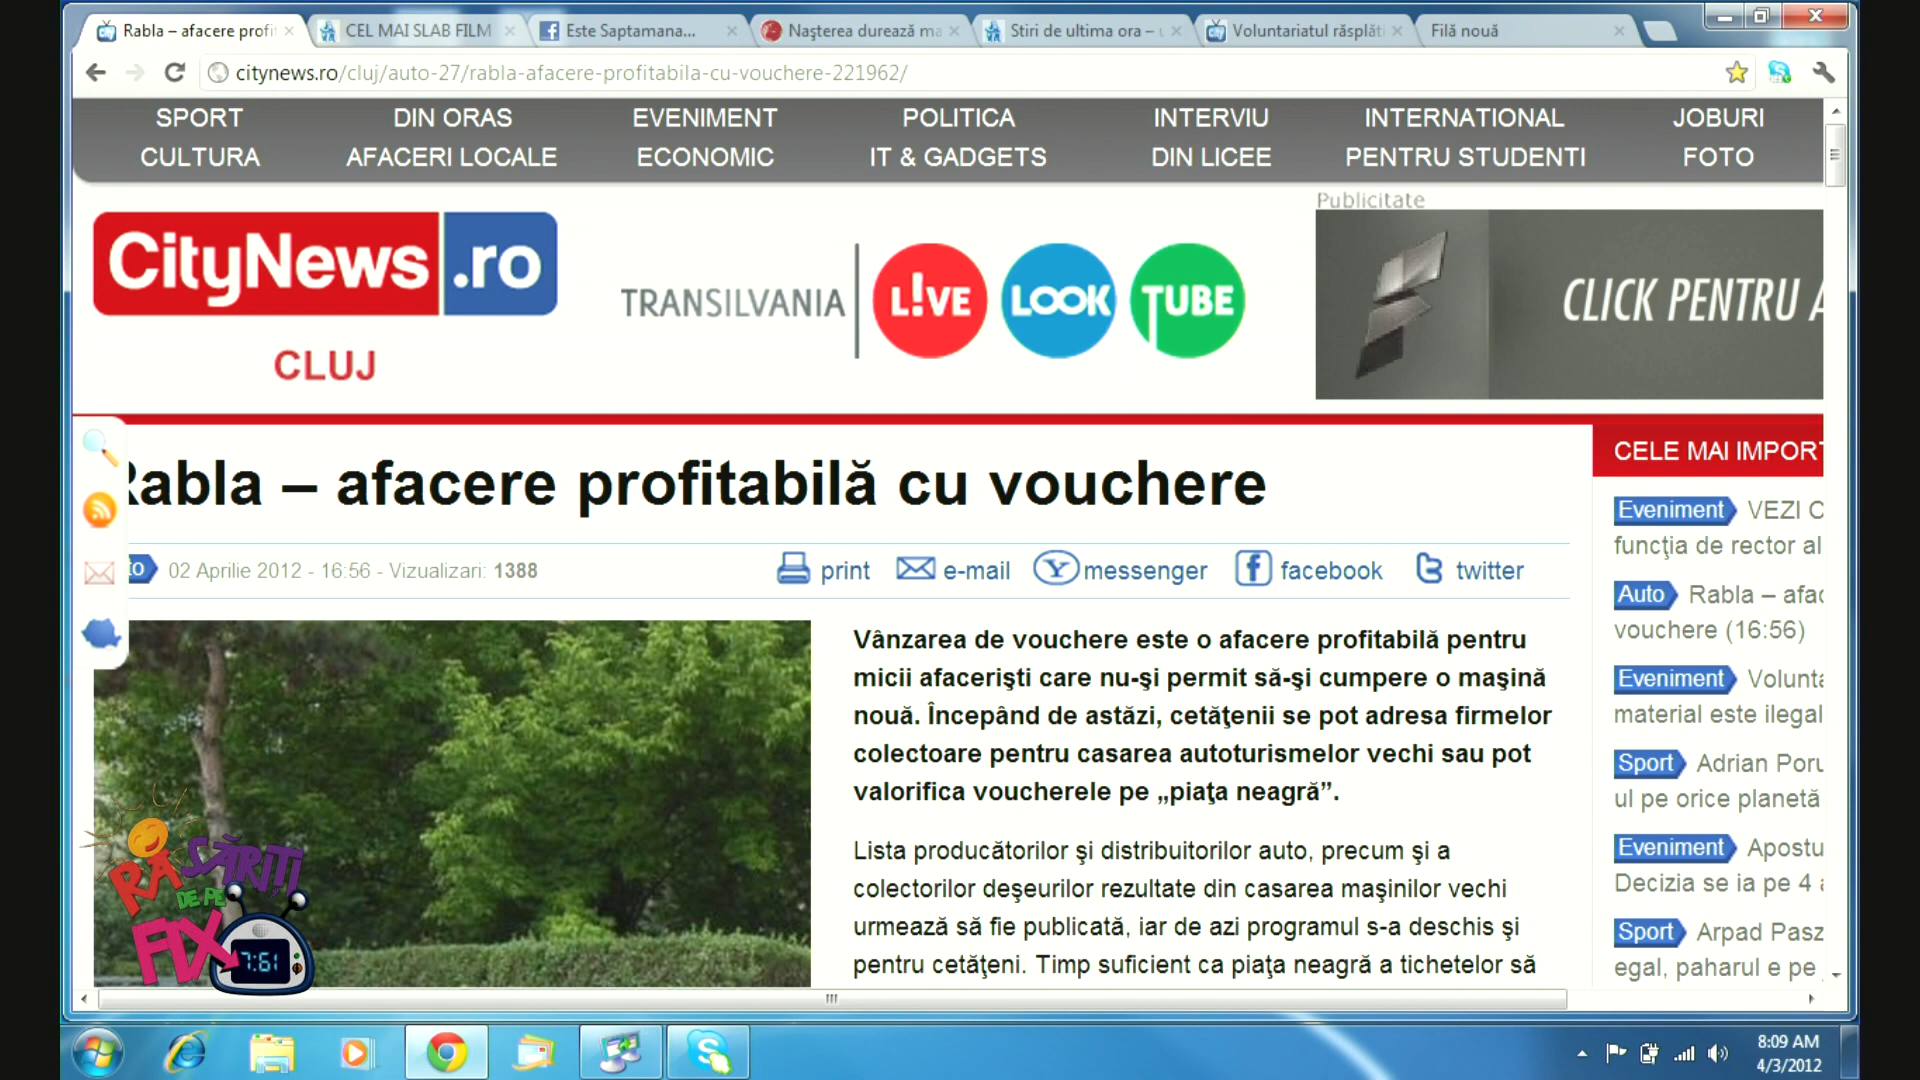 Rabla – afacere profit
CEL MAI SLAB FILM
Este Saptamana...
Naşterea durează ma
Stiri de ultima ora – u
Voluntariatul răsplăti
Filă nouă
citynews.ro/cluj/auto-27/rabla-afacere-profitabila-cu-vouchere-221962/
SPORT DIN ORAS EVENIMENT POLITICA INTERVIU INTERNATIONAL JOBURI
CULTURA AFACERI LOCALE ECONOMIC IT & GADGETS DIN LICEE PENTRU STUDENTI FOTO
Publicitate
CityNews.ro
CLUJ
TRANSILVANIA
L!VE
LOOK
TUBE
CLICK PENTRU A
Rabla – afacere profitabilă cu vouchere
to 02 Aprilie 2012 - 16:56 - Vizualizari: 1388
print e-mail messenger facebook twitter
Vânzarea de vouchere este o afacere profitabilă pentru
micii afacerişti care nu-şi permit să-şi cumpere o maşină
nouă. Începând de astăzi, cetăţenii se pot adresa firmelor
colectoare pentru casarea autoturismelor vechi sau pot
valorifica voucherele pe „piaţa neagră”.
Lista producătorilor şi distribuitorilor auto, precum şi a
colectorilor deşeurilor rezultate din casarea maşinilor vechi
urmează să fie publicată, iar de azi programul s-a deschis şi
pentru cetăţeni. Timp suficient ca piaţa neagră a tichetelor să
CELE MAI IMPORT
Eveniment VEZI C
funcţia de rector al
Auto Rabla – afac
vouchere (16:56)
Eveniment Volunta
material este ilegal
Sport Adrian Poru
ul pe orice planetă
Eveniment Apostu
Decizia se ia pe 4 a
Sport Arpad Pasz
egal, paharul e pe
RĂSĂRIȚI
DE PE
FIX
7:61
8:09 AM
4/3/2012